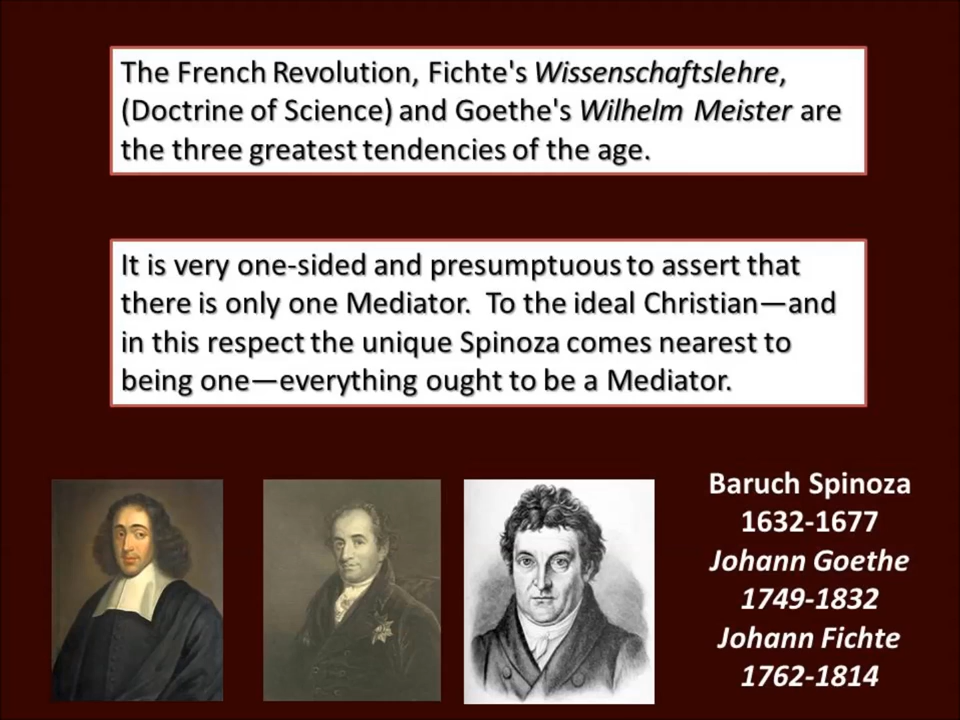 The French Revolution, Fichte's Wissenschaftslehre,
(Doctrine of Science) and Goethe's Wilhelm Meister are
the three greatest tendencies of the age.
It is very one-sided and presumptuous to assert that
there is only one Mediator.  To the ideal Christian—and
in this respect the unique Spinoza comes nearest to
being one—everything ought to be a Mediator.
Baruch Spinoza
1632-1677
Johann Goethe
1749-1832
Johann Fichte
1762-1814